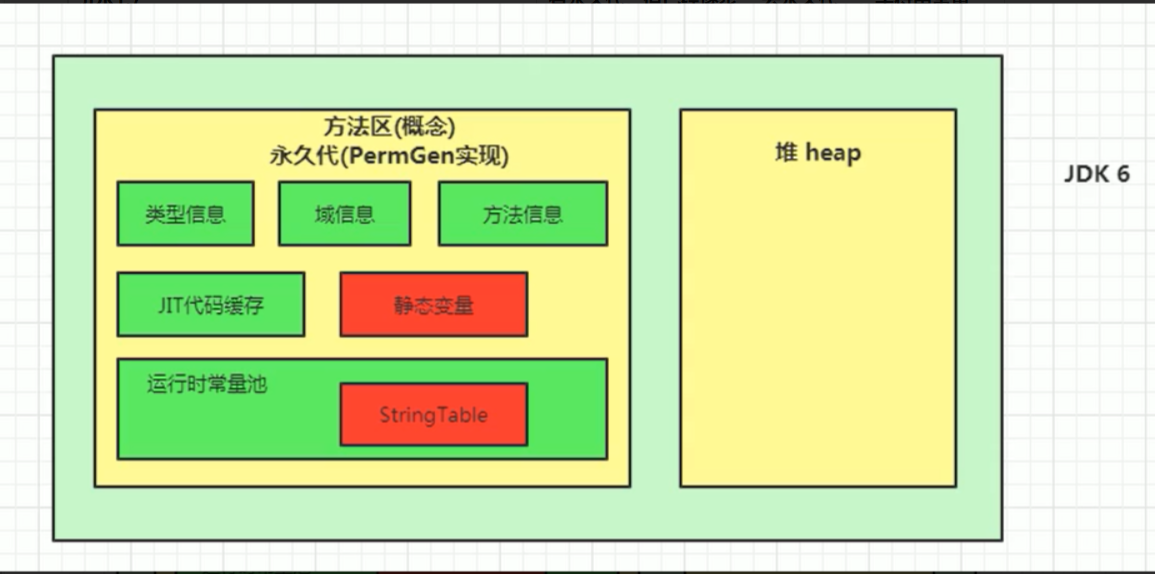 方法区(概念)
永久代(PermGen实现)
类型信息
域信息
方法信息
JIT代码缓存
静态变量
运行时常量池
StringTable
堆 heap
JDK 6